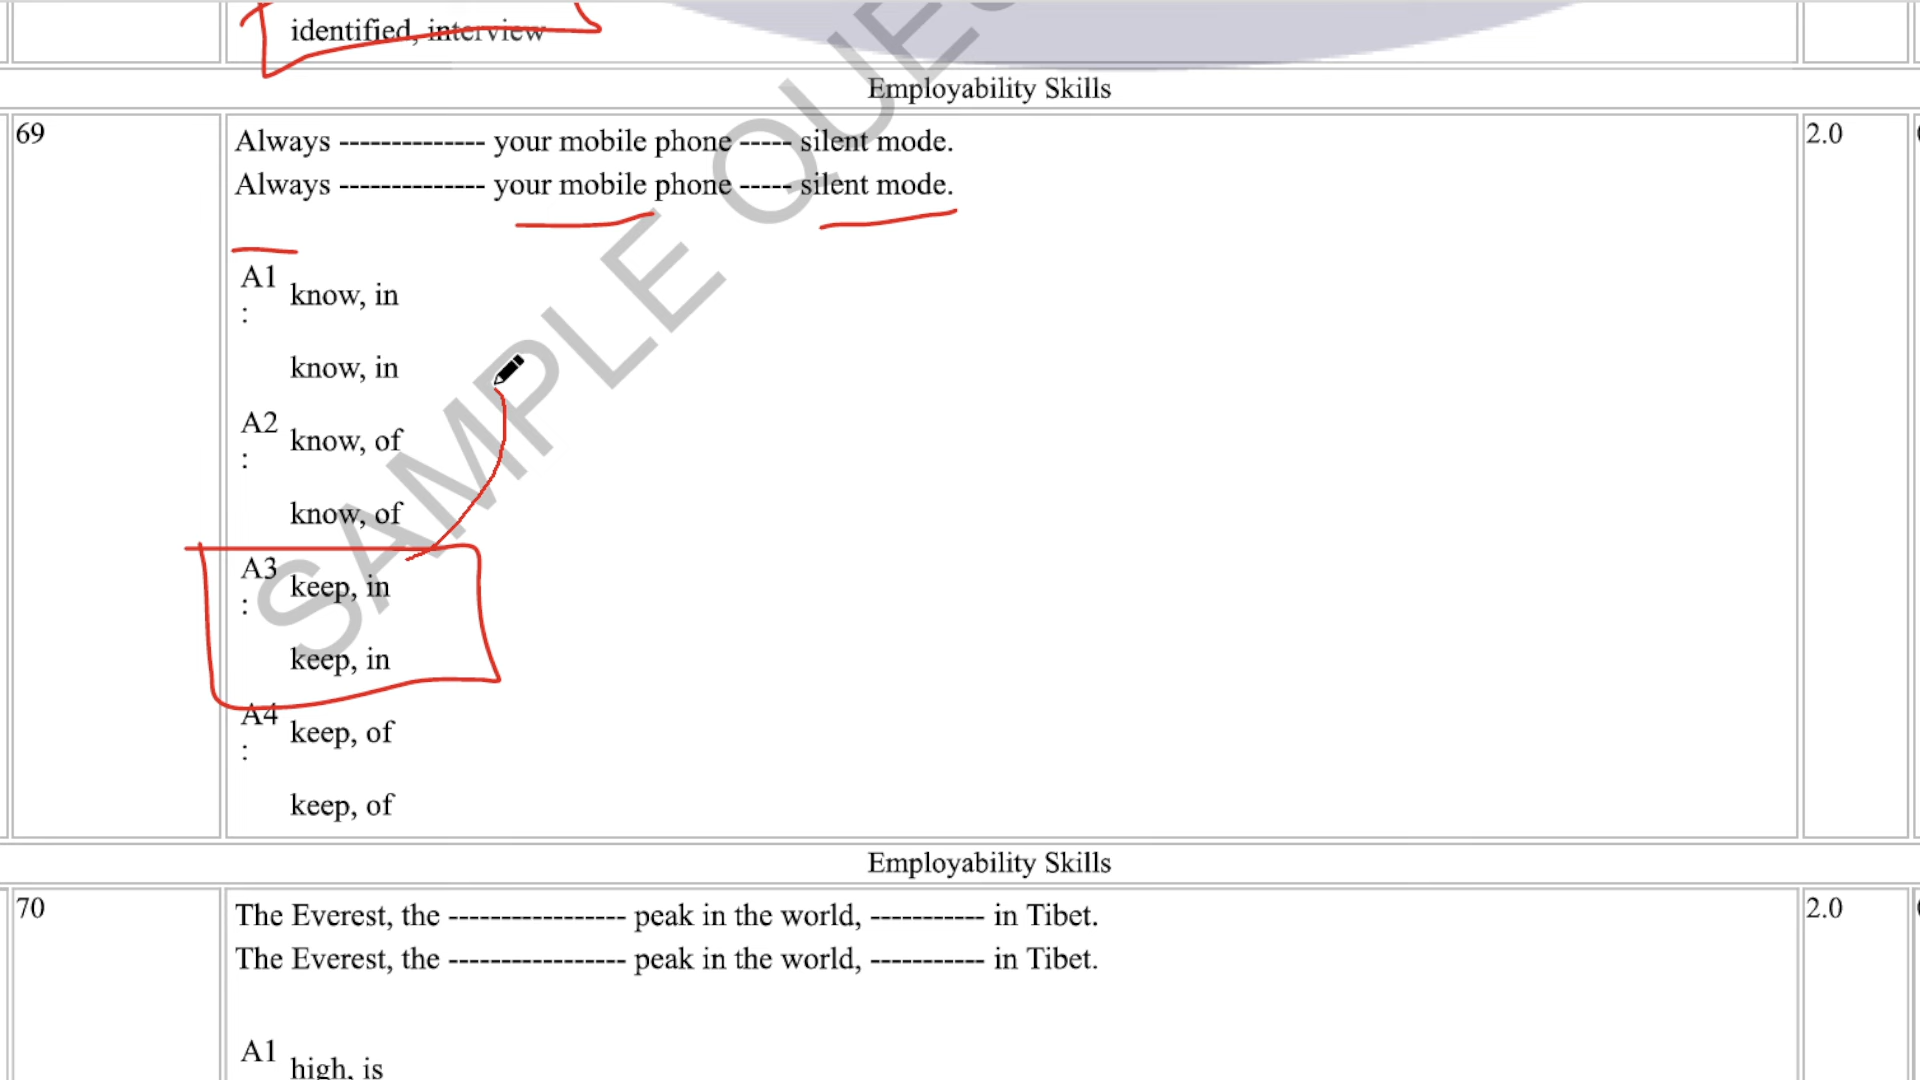 identified, interview
Employability Skills
69
Always -------------- your mobile phone ----- silent mode.
2.0
Always -------------- your mobile phone ----- silent mode.
A1
:
know, in
know, in
A2
:
know, of
know, of
A3
:
keep, in
keep, in
A4
:
keep, of
keep, of
SAMPLE QUES
Employability Skills
70
The Everest, the ----------------- peak in the world, ----------- in Tibet.
2.0
The Everest, the ----------------- peak in the world, ----------- in Tibet.
A1
high, is